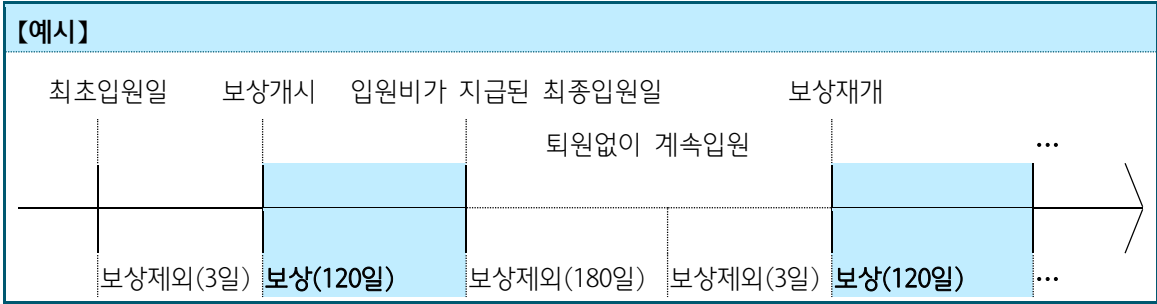 【예시】
최초입원일 보상개시 입원비가 지급된 최종입원일 보상재개
퇴원없이 계속입원 …
보상제외(3일) 보상(120일) 보상제외(180일) 보상제외(3일) 보상(120일) …